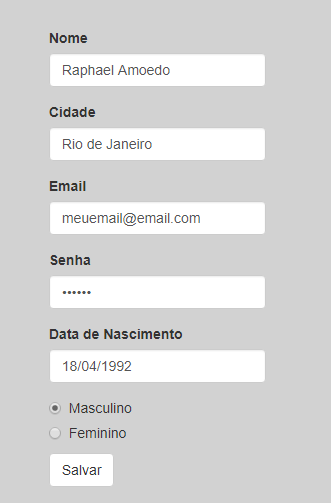 Nome
Raphael Amoedo
Cidade
Rio de Janeiro
Email
meuemail@email.com
Senha
••••••
Data de Nascimento
18/04/1992
Masculino
Feminino
Salvar